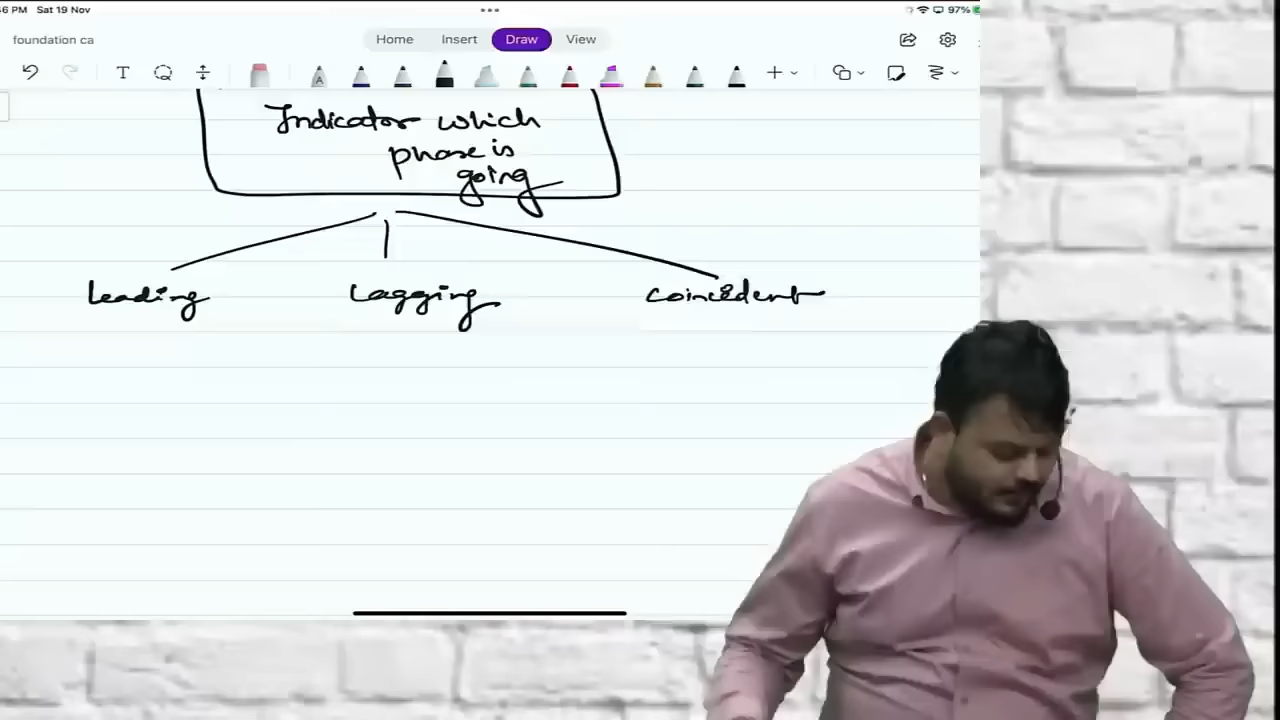 6 PM Sat 19 Nov
97%
foundation ca
Home Insert Draw View
T
A
Indicator which
phase is
going
Leading Lagging Coincident